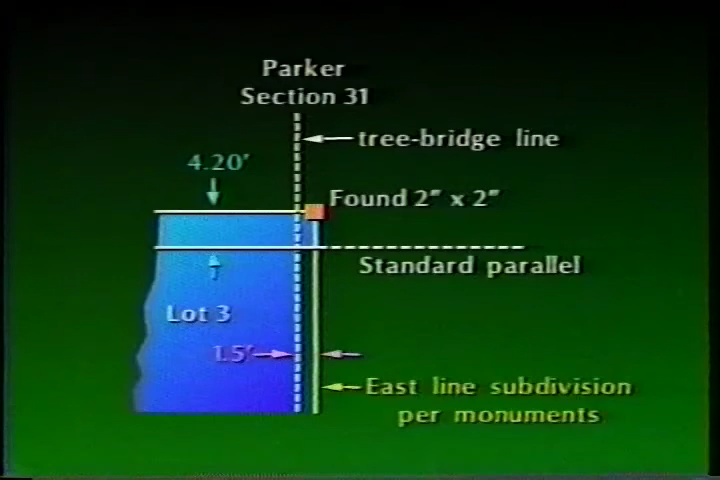 Parker
Section 31
tree-bridge line
4.20'
Found 2" x 2"
Standard parallel
Lot 3
1.5'
East line subdivision
per monuments